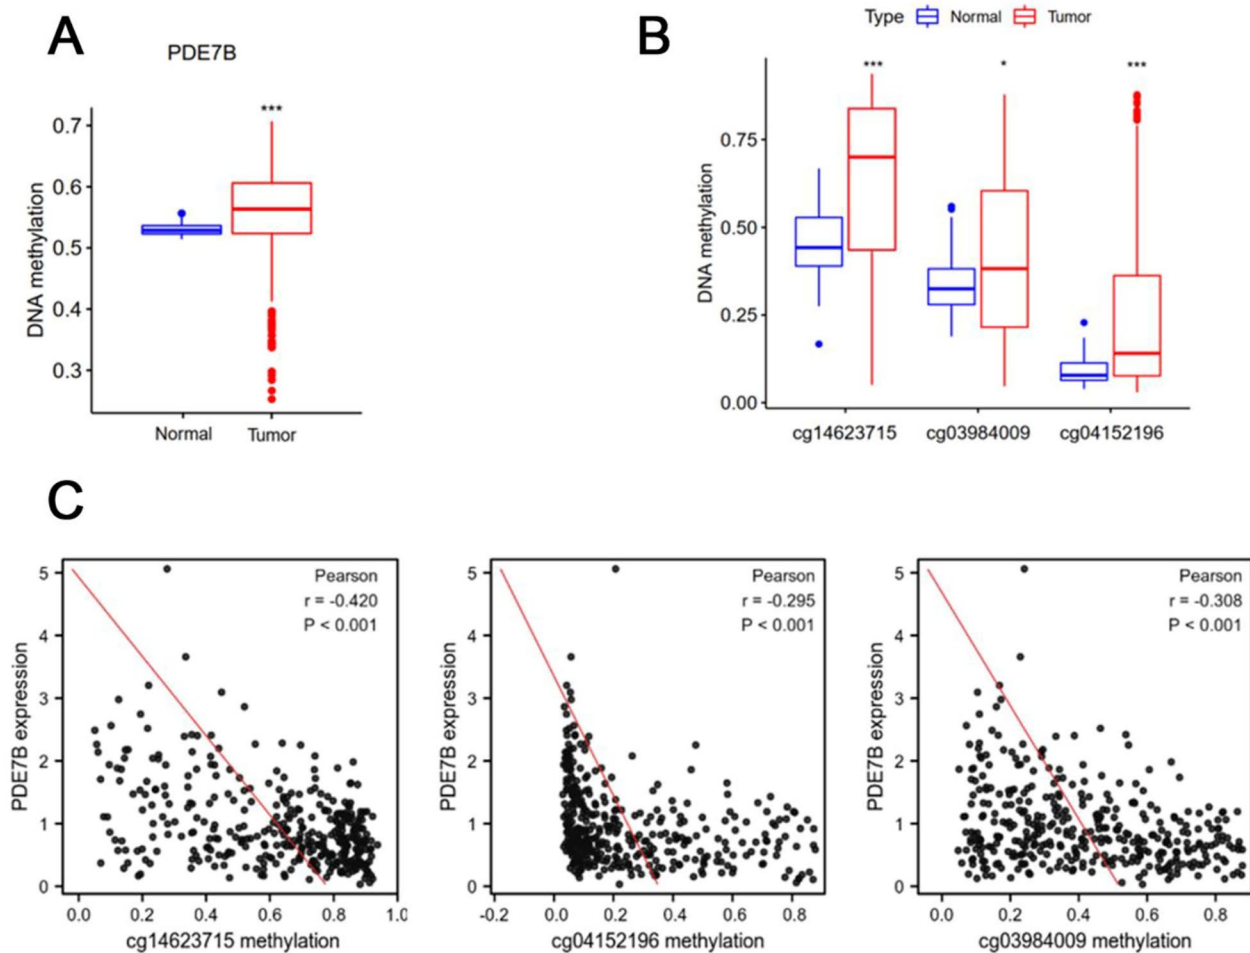 A
PDE7B
***
0.7
0.6
0.5
0.4
0.3
DNA methylation
Normal Tumor
B
Type Normal Tumor
*** * ***
0.75
0.50
0.25
0.00
DNA methylation
cg14623715 cg03984009 cg04152196
C
Pearson
r = -0.420
P < 0.001
5
4
3
2
1
0
PDE7B expression
0.0 0.2 0.4 0.6 0.8 1.0
cg14623715 methylation
Pearson
r = -0.295
P < 0.001
5
4
3
2
1
0
PDE7B expression
-0.2 0.0 0.2 0.4 0.6 0.8
cg04152196 methylation
Pearson
r = -0.308
P < 0.001
5
4
3
2
1
0
PDE7B expression
0.0 0.2 0.4 0.6 0.8
cg03984009 methylation